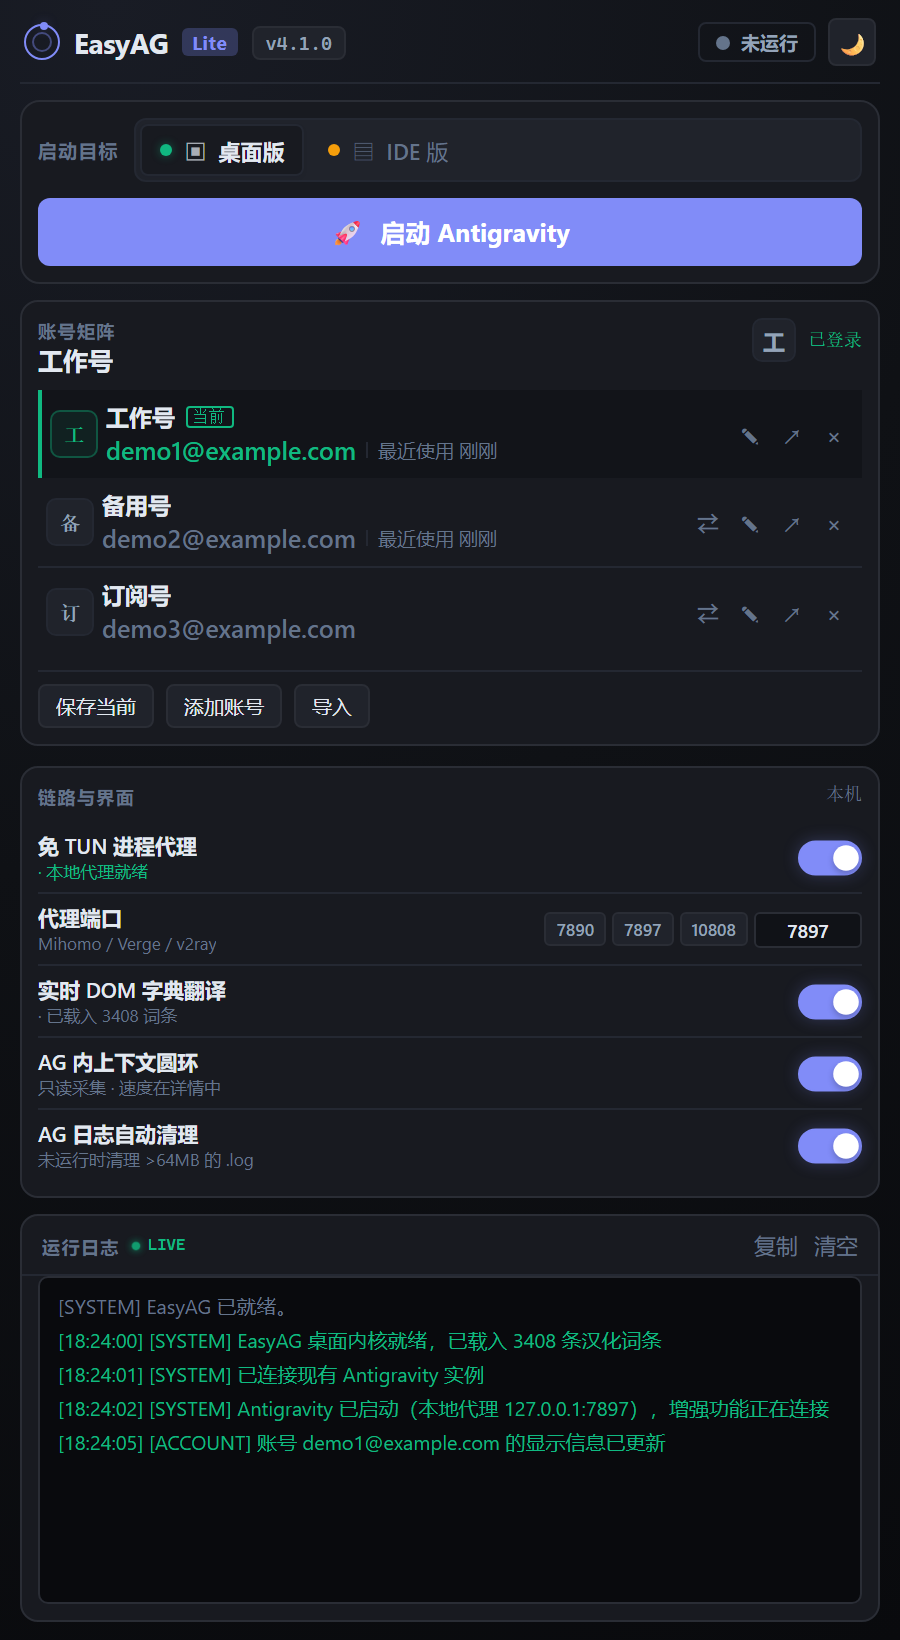 EasyAG Lite v4.1.0 未运行
启动目标 桌面版 IDE 版
启动 Antigravity
账号矩阵
工作号
工 已登录
工 工作号 当前
demo1@example.com 最近使用 刚刚
备 备用号
demo2@example.com 最近使用 刚刚
订 订阅号
demo3@example.com
保存当前 添加账号 导入
链路与界面 本机
免 TUN 进程代理
· 本地代理就绪
代理端口
Mihomo / Verge / v2ray
7890 7897 10808 7897
实时 DOM 字典翻译
· 已载入 3408 词条
AG 内上下文圆环
只读采集 · 速度在详情中
AG 日志自动清理
未运行时清理 >64MB 的 .log
运行日志 LIVE 复制 清空
[SYSTEM] EasyAG 已就绪。
[18:24:00] [SYSTEM] EasyAG 桌面内核就绪，已载入 3408 条汉化词条
[18:24:01] [SYSTEM] 已连接现有 Antigravity 实例
[18:24:02] [SYSTEM] Antigravity 已启动（本地代理 127.0.0.1:7897），增强功能正在连接
[18:24:05] [ACCOUNT] 账号 demo1@example.com 的显示信息已更新